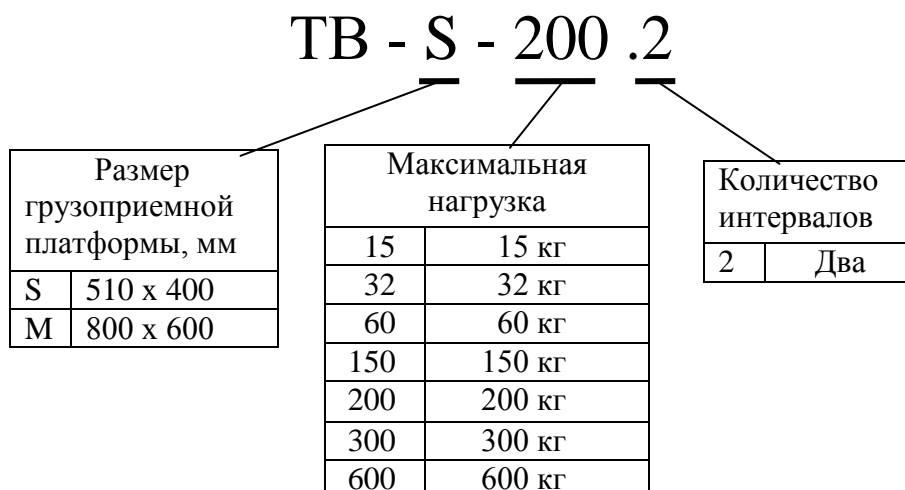 ТВ - S - 200 .2
Размер
грузоприемной
платформы, мм
S 510 х 400
M 800 х 600
Максимальная
нагрузка
15 15 кг
32 32 кг
60 60 кг
150 150 кг
200 200 кг
300 300 кг
600 600 кг
Количество
интервалов
2 Два